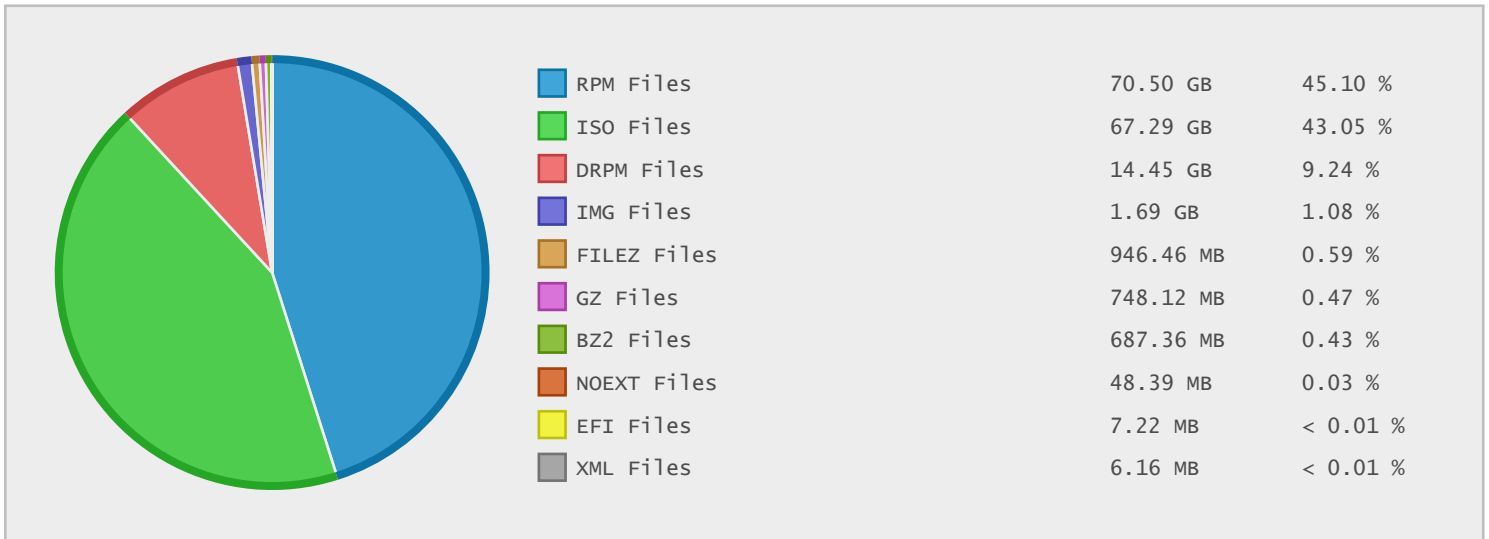 RPM Files 70.50 GB 45.10 %
ISO Files 67.29 GB 43.05 %
DRPM Files 14.45 GB 9.24 %
IMG Files 1.69 GB 1.08 %
FILEZ Files 946.46 MB 0.59 %
GZ Files 748.12 MB 0.47 %
BZ2 Files 687.36 MB 0.43 %
NOEXT Files 48.39 MB 0.03 %
EFI Files 7.22 MB < 0.01 %
XML Files 6.16 MB < 0.01 %